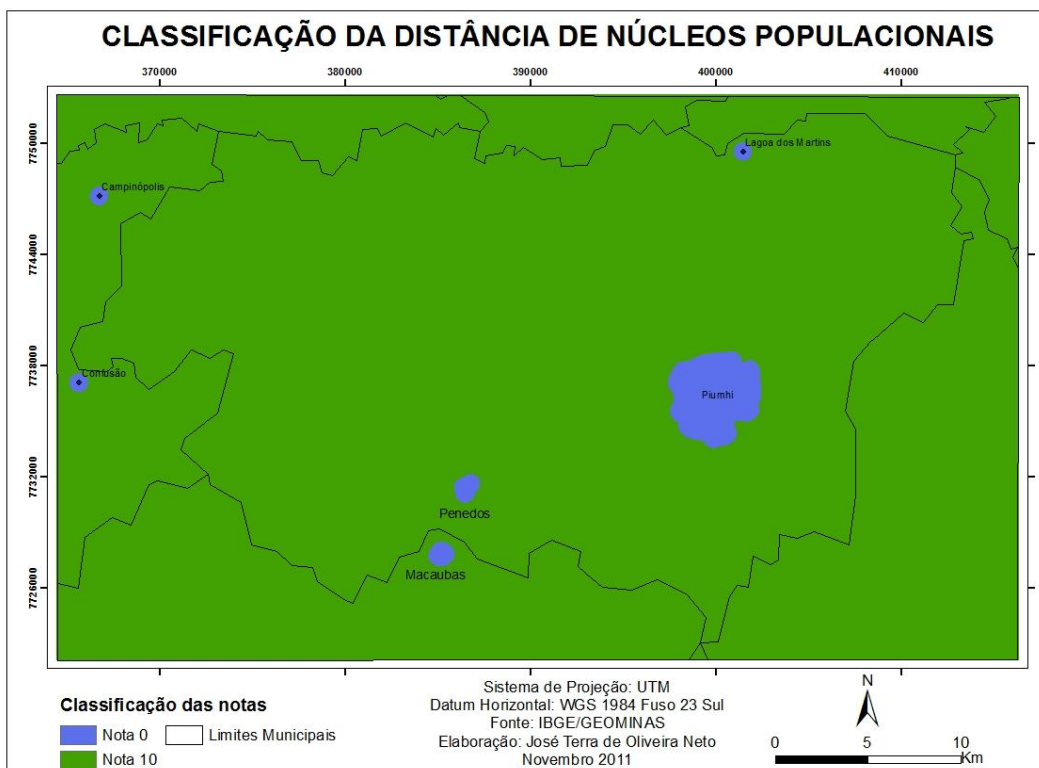 CLASSIFICAÇÃO DA DISTÂNCIA DE NÚCLEOS POPULACIONAIS
370000 380000 390000 400000 410000
7750000
Lagoa dos Martins
Campinópolis
7744000
7738000
Confusão
Piumhi
7732000
Penedos
Macaubas
7726000
Classificação das notas
Nota 0 Limites Municipais
Nota 10
Sistema de Projeção: UTM
Datum Horizontal: WGS 1984 Fuso 23 Sul
Fonte: IBGE/GEOMINAS
Elaboração: José Terra de Oliveira Neto
Novembro 2011
N
0 5 10
Km